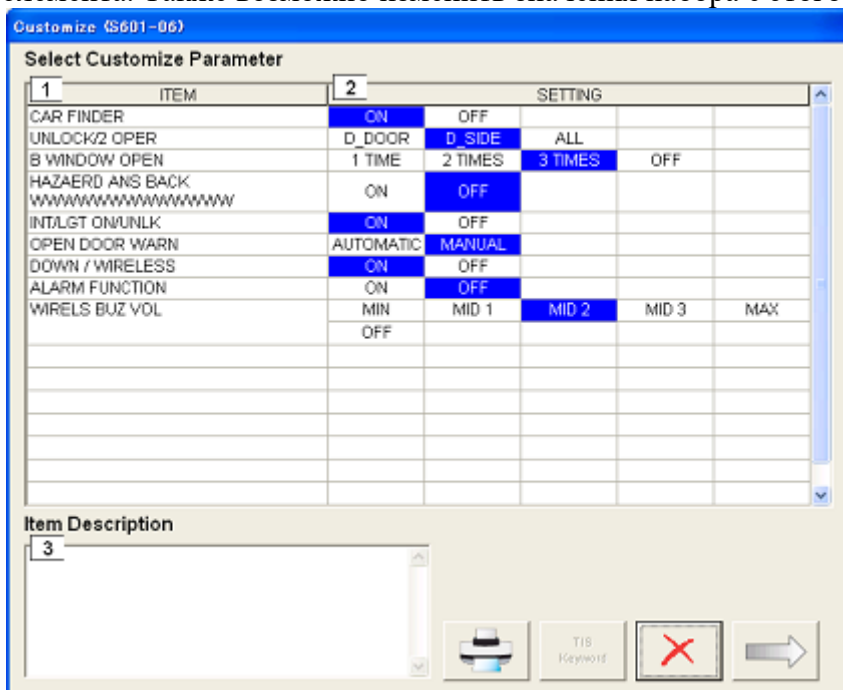 Customize (S601-06)
Select Customize Parameter
1 ITEM 2 SETTING
CAR FINDER ON OFF
UNLOCK/2 OPER D_DOOR D_SIDE ALL
B WINDOW OPEN 1 TIME 2 TIMES 3 TIMES OFF
HAZAERD ANS BACK
WWWWWWWWWWWWWWW ON OFF
INT/LGT ON/UNLK ON OFF
OPEN DOOR WARN AUTOMATIC MANUAL
DOWN / WIRELESS ON OFF
ALARM FUNCTION ON OFF
WIRELS BUZ VOL MIN MID 1 MID 2 MID 3 MAX
OFF
Item Description
3
TIS
Keyword